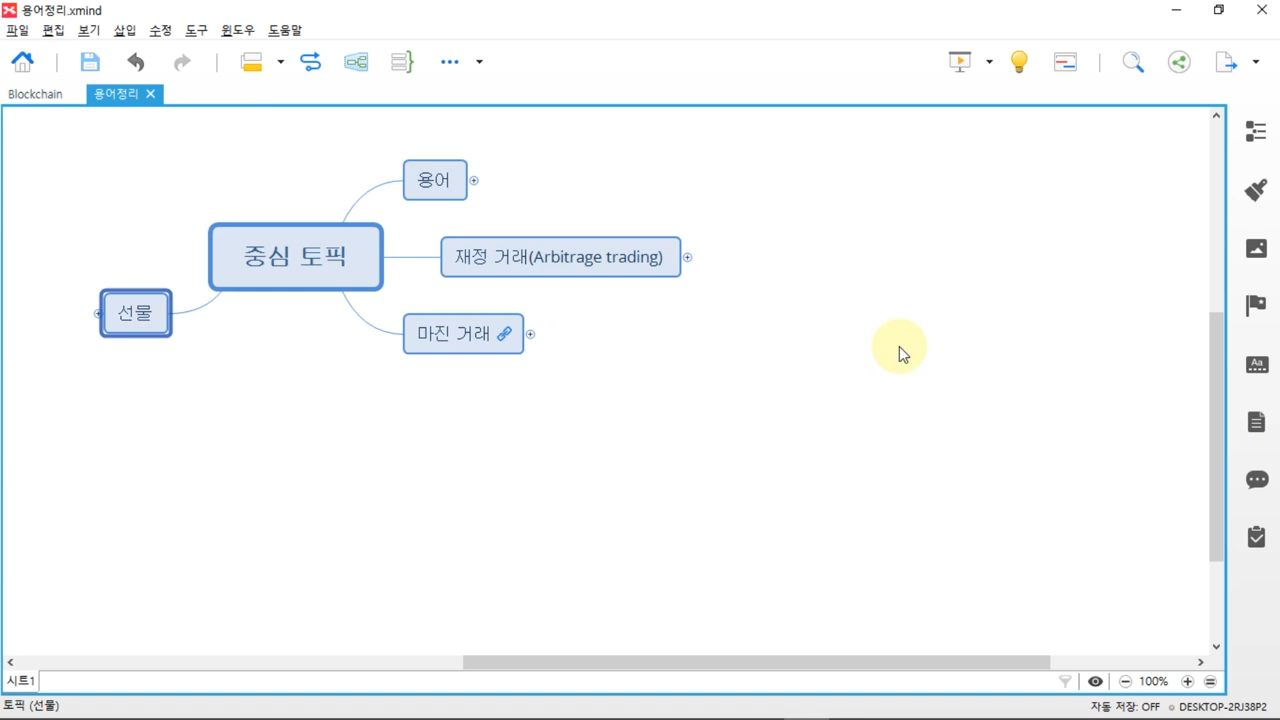 용어정리.xmind
파일 편집 보기 삽입 수정 도구 윈도우 도움말
Blockchain 용어정리
용어
중심 토픽
재정 거래(Arbitrage trading)
선물
마진 거래
Aa
시트1
100%
토픽 (선물)
자동 저장: OFF DESKTOP-2RJ38P2